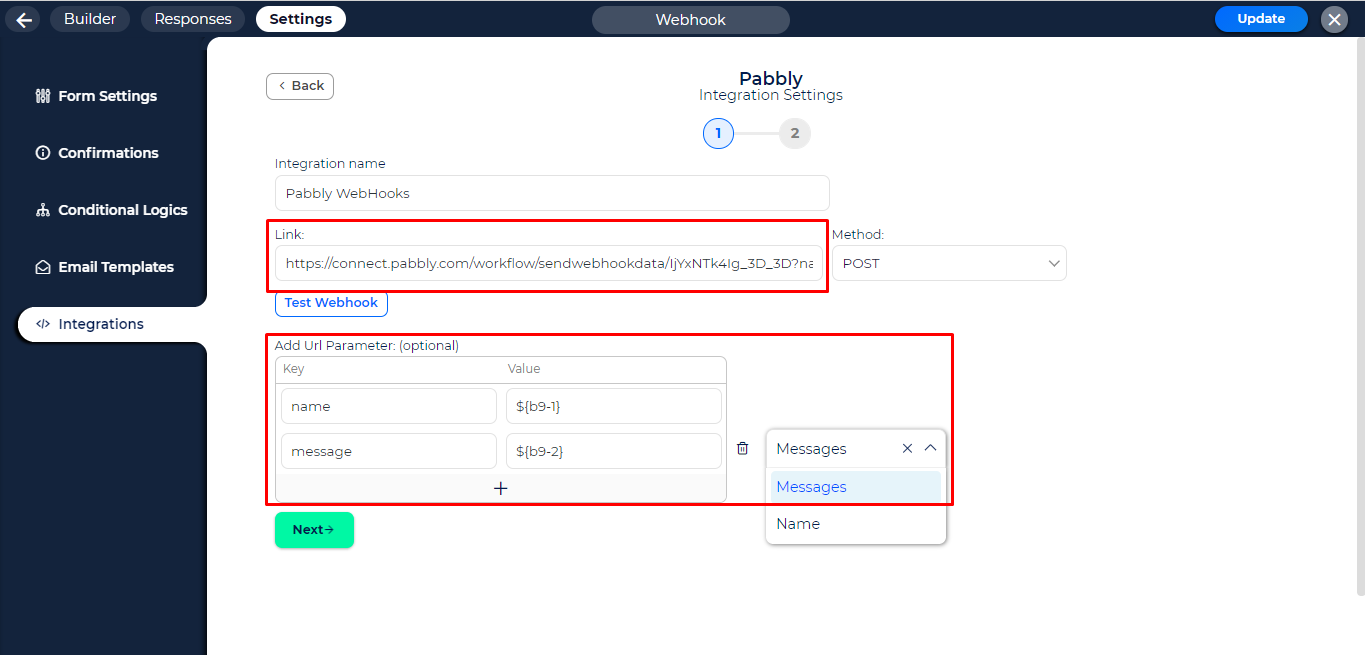 Builder Responses Settings Webhook Update
Form Settings
Confirmations
Conditional Logics
Email Templates
Integrations
Back
Pabbly
Integration Settings
1 2
Integration name
Pabbly WebHooks
Link: Method:
https://connect.pabbly.com/workflow/sendwebhookdata/IjYxNTk4Ig_3D_3D?na POST
Test Webhook
Add Url Parameter: (optional)
Key Value
name ${b9-1}
message ${b9-2} Messages
Messages
+
Name
Next